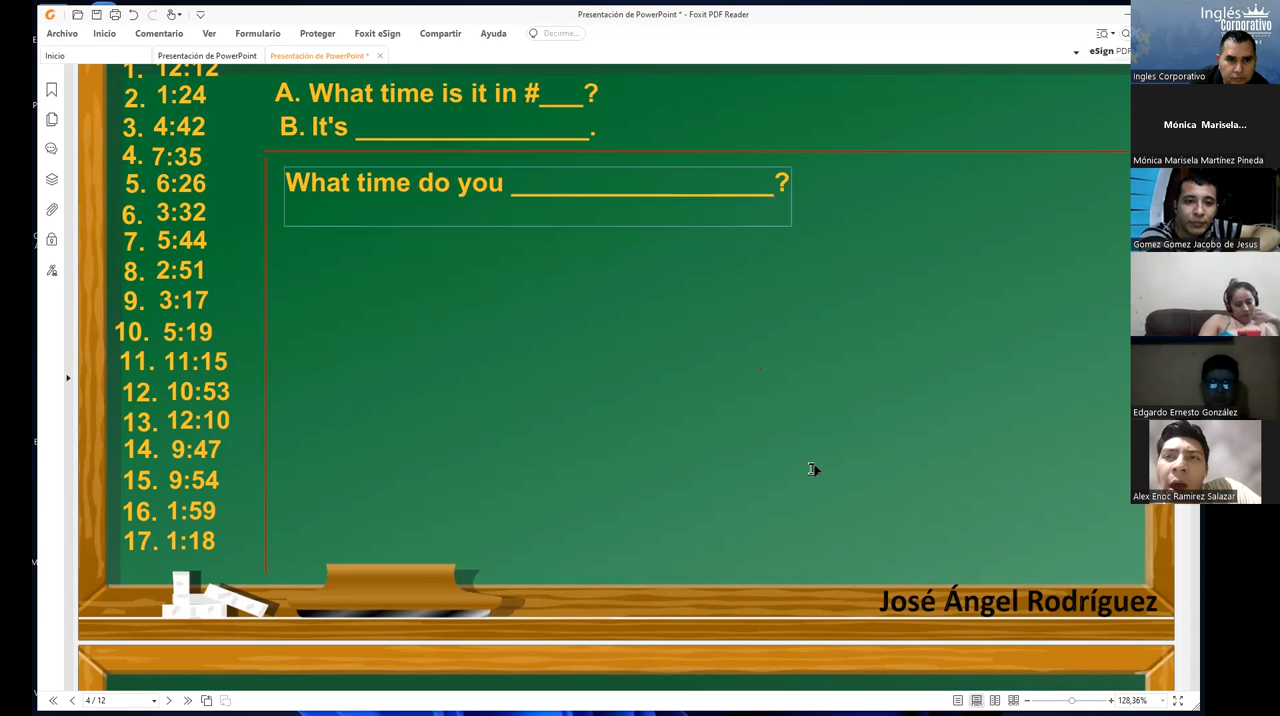 Presentación de PowerPoint * - Foxit PDF Reader
Archivo Inicio Comentario Ver Formulario Proteger Foxit eSign Compartir Ayuda Decirme...
Inicio Presentación de PowerPoint Presentación de PowerPoint *
eSign PDF
1. 12:12
2. 1:24
3. 4:42
4. 7:35
5. 6:26
6. 3:32
7. 5:44
8. 2:51
9. 3:17
10. 5:19
11. 11:15
12. 10:53
13. 12:10
14. 9:47
15. 9:54
16. 1:59
17. 1:18
A. What time is it in #___?
B. It's ________________.
What time do you __________________?
José Ángel Rodríguez
4 / 12
128,36%
Inglés
Corporativo
Ingles Corporativo
Mónica Marisela...
Mónica Marisela Martínez Pineda
Gomez Gomez Jacobo de Jesus
Edgardo Ernesto González
Alex Enoc Ramirez Salazar